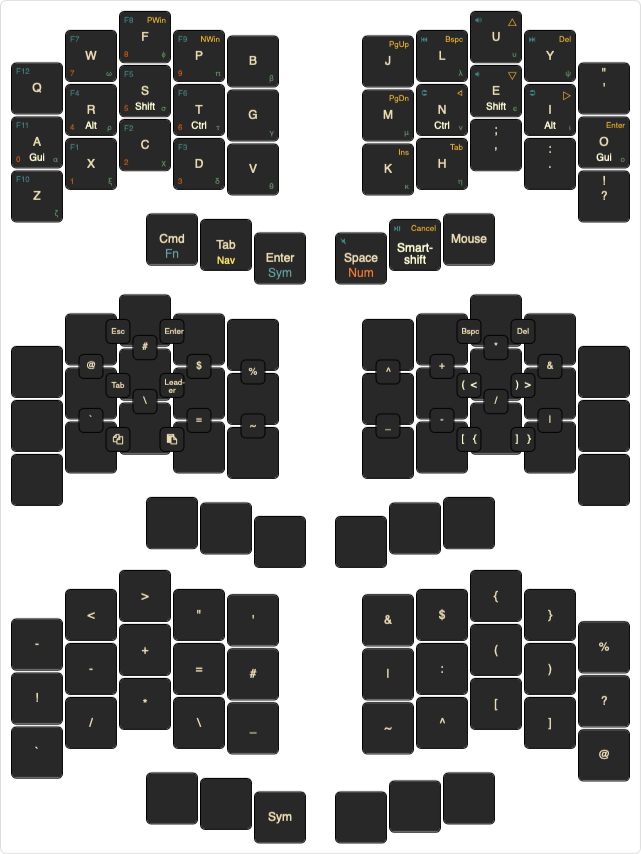 F12 Q
F7 W 7 ω
F8 PWin F 8 φ
F9 NWin P 9 π
B β
PgUp J
Bspc L λ
U υ
Del Y ψ
" '
F11 A 0 Gui α
F4 R 4 Alt ρ
F5 S 5 Shift σ
F6 T 6 Ctrl τ
G γ
PgDn M μ
N Ctrl ν
E Shift ε
I Alt ι
Enter O Gui ο
F10 Z ζ
F1 X 1 ξ
F2 C 2 χ
F3 D 3 δ
V θ
Ins K κ
Tab H η
; ,
: .
! ?
Cmd
Fn
Tab
Nav
Enter
Sym
Space
Num
Cancel
Smart-
shift
Mouse
Esc Enter Bspc Del
# *
@ $ % ^ + &
Tab Lead-
er
( < ) >
\ /
` = ~ _ - |
[ { ] }
- < > " ' & $ { } %
! - + = # | : ( ) ?
` / * \ _ ~ ^ [ ] @
Sym